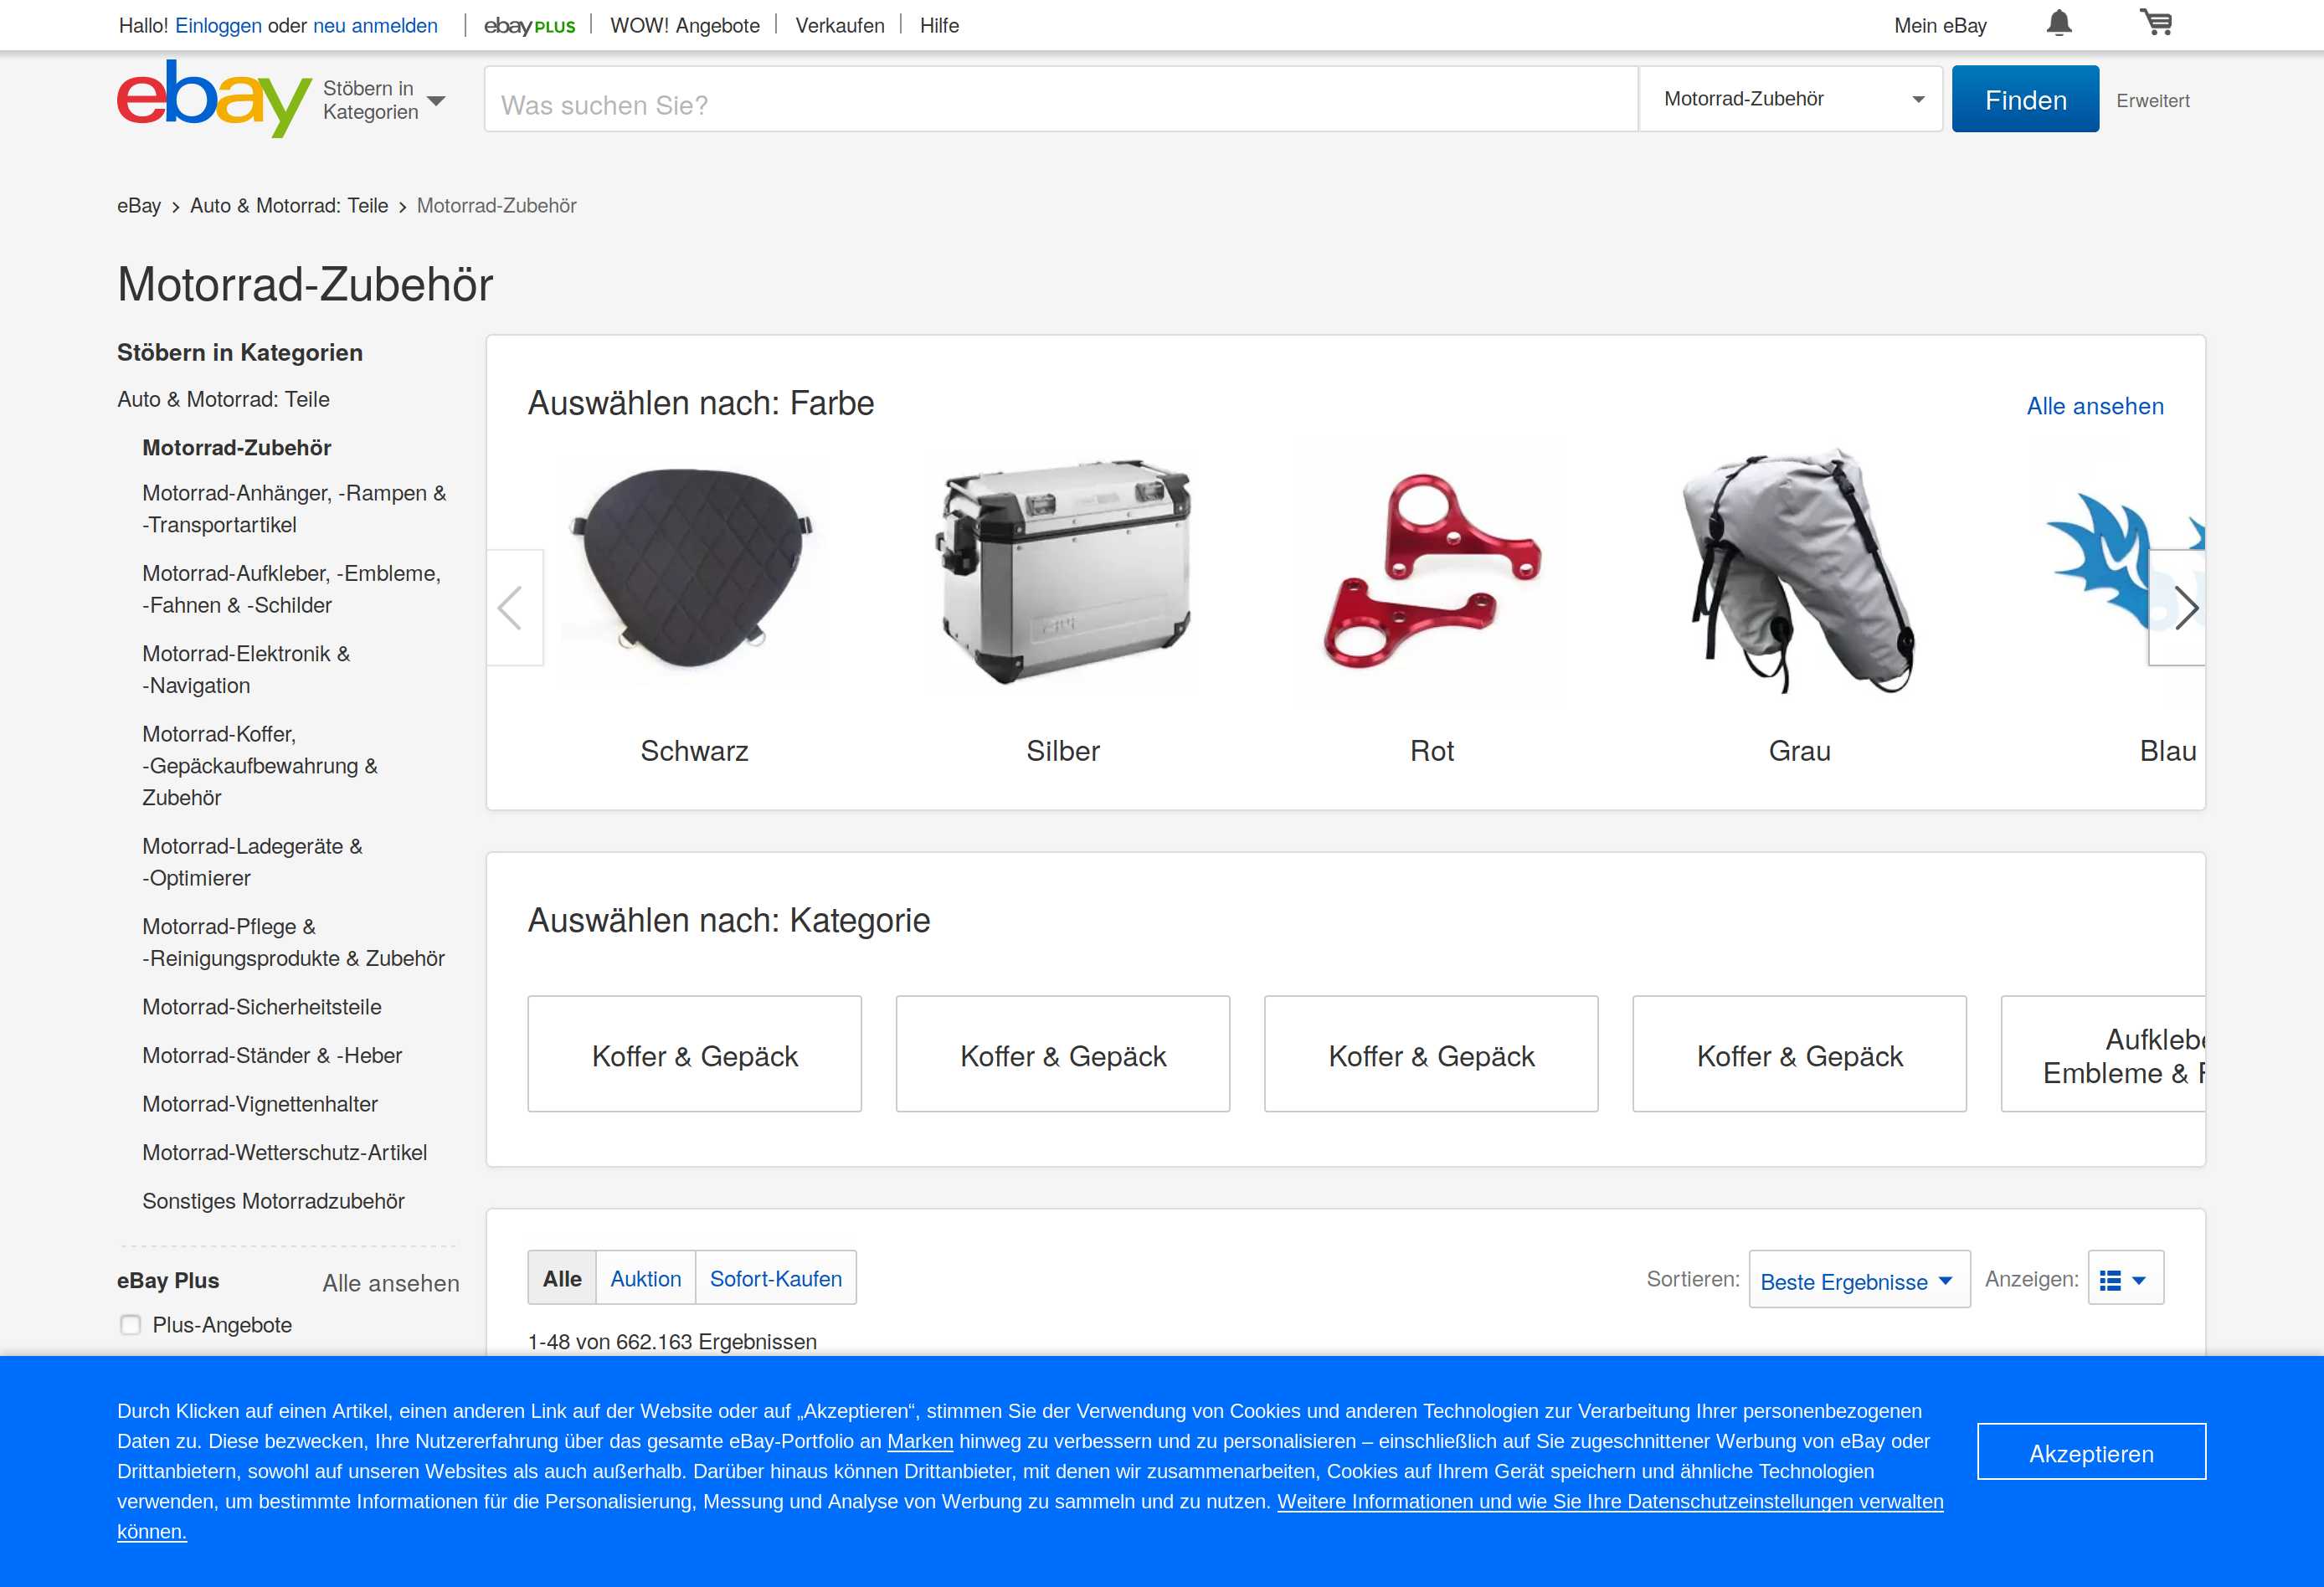 Hallo! Einloggen oder neu anmelden
ebay PLUS
WOW! Angebote
Verkaufen
Hilfe
Mein eBay
ebay
Stöbern in
Kategorien
Was suchen Sie?
Motorrad-Zubehör
Finden
Erweitert
eBay > Auto & Motorrad: Teile > Motorrad-Zubehör
Motorrad-Zubehör
Stöbern in Kategorien
Auto & Motorrad: Teile
Motorrad-Zubehör
Motorrad-Anhänger, -Rampen &
-Transportartikel
Motorrad-Aufkleber, -Embleme,
-Fahnen & -Schilder
Motorrad-Elektronik &
-Navigation
Motorrad-Koffer,
-Gepäckaufbewahrung &
Zubehör
Motorrad-Ladegeräte &
-Optimierer
Motorrad-Pflege &
-Reinigungsprodukte & Zubehör
Motorrad-Sicherheitsteile
Motorrad-Ständer & -Heber
Motorrad-Vignettenhalter
Motorrad-Wetterschutz-Artikel
Sonstiges Motorradzubehör
eBay Plus
Alle ansehen
Plus-Angebote
Auswählen nach: Farbe
Alle ansehen
Schwarz
Silber
Rot
Grau
Blau
Auswählen nach: Kategorie
Koffer & Gepäck
Koffer & Gepäck
Koffer & Gepäck
Koffer & Gepäck
Aufklebe
Embleme & F
Alle
Auktion
Sofort-Kaufen
Sortieren:
Beste Ergebnisse
Anzeigen:
1-48 von 662.163 Ergebnissen
Durch Klicken auf einen Artikel, einen anderen Link auf der Website oder auf „Akzeptieren“, stimmen Sie der Verwendung von Cookies und anderen Technologien zur Verarbeitung Ihrer personenbezogenen
Daten zu. Diese bezwecken, Ihre Nutzererfahrung über das gesamte eBay-Portfolio an Marken hinweg zu verbessern und zu personalisieren – einschließlich auf Sie zugeschnittener Werbung von eBay oder
Drittanbietern, sowohl auf unseren Websites als auch außerhalb. Darüber hinaus können Drittanbieter, mit denen wir zusammenarbeiten, Cookies auf Ihrem Gerät speichern und ähnliche Technologien
verwenden, um bestimmte Informationen für die Personalisierung, Messung und Analyse von Werbung zu sammeln und zu nutzen. Weitere Informationen und wie Sie Ihre Datenschutzeinstellungen verwalten
können.
Akzeptieren